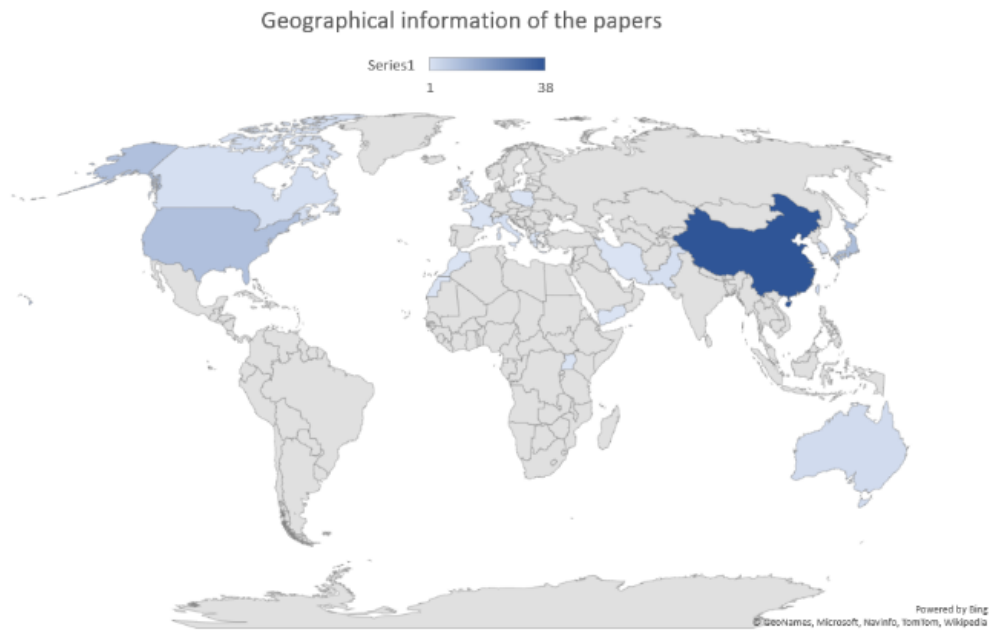 Geographical information of the papers
Series1
1 38
Powered by Bing
© GeoNames, Microsoft, Navinfo, TomTom, Wikipedia